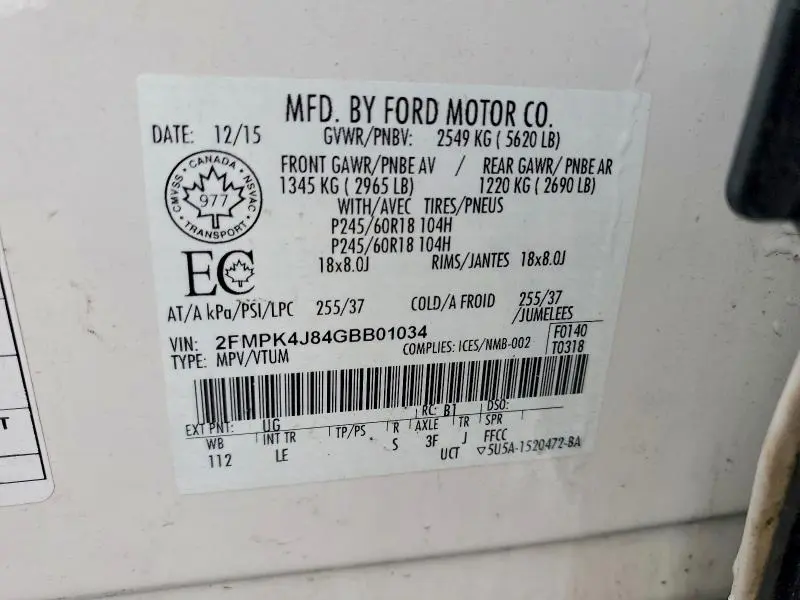 MFD. BY FORD MOTOR CO.
DATE: 12/15 GVWR/PNBV: 2549 KG ( 5620 LB)
FRONT GAWR/PNBE AV / REAR GAWR/ PNBE AR
1345 KG ( 2965 LB) 1220 KG ( 2690 LB)
WITH/AVEC TIRES/PNEUS
P245/60R18 104H
P245/60R18 104H
18x8.0J RIMS/JANTES 18x8.0J
CANADA
CMVSS 977 NSVAC
TRANSPORT
EC
AT/A kPa/PSI/LPC 255/37 COLD/A FROID 255/37
/JUMELEES
VIN: 2FMPK4J84GBB01034 F0140
TYPE: MPV/VTUM COMPLIES: ICES/NMB-002 T0318
EXT PNT: UG RC: B1 DSO:
WB INT TR TP/PS R AXLE TR SPR
112 LE S 3F J FFCC
UCT ▽5U5A-1520472-BA
T